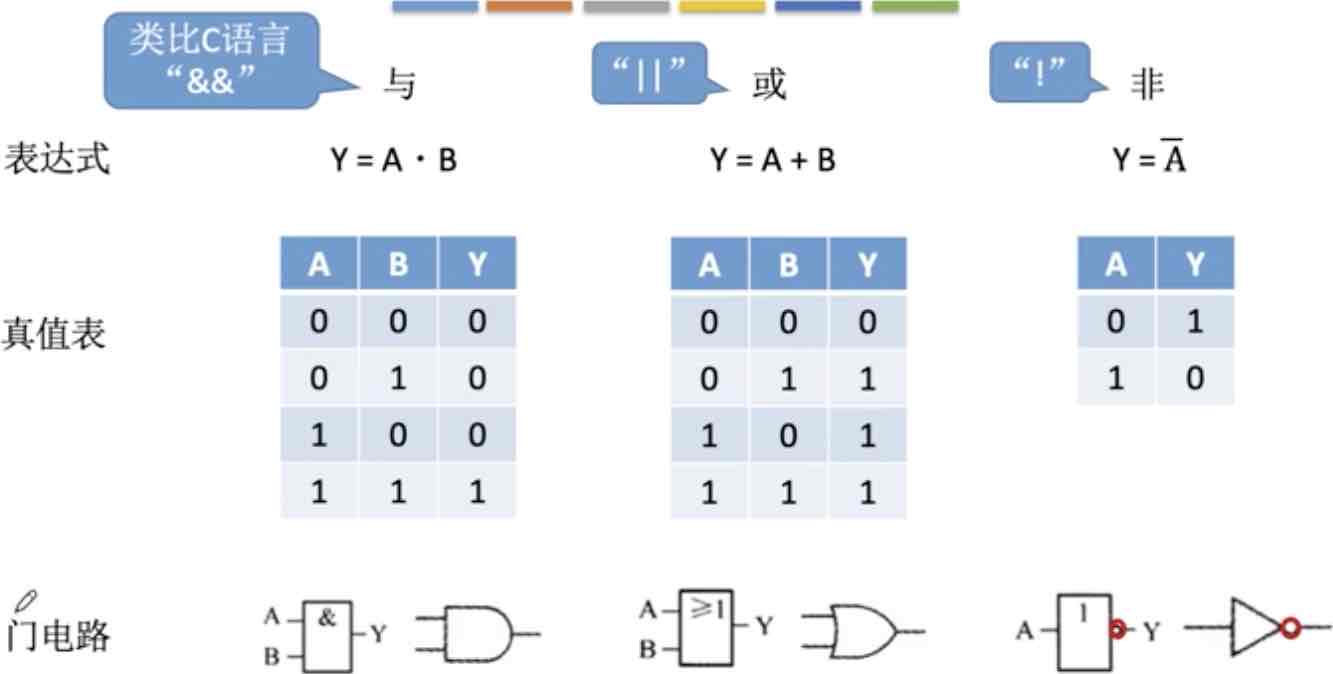 类比C语言
“&&”
与
“||”
或
“!”
非
表达式
Y = A · B
Y = A + B
Y = A̅
真值表
A B Y
0 0 0
0 1 0
1 0 0
1 1 1
A B Y
0 0 0
0 1 1
1 0 1
1 1 1
A Y
0 1
1 0
门电路
A & Y
B
A ≥1 Y
B
A 1 Y